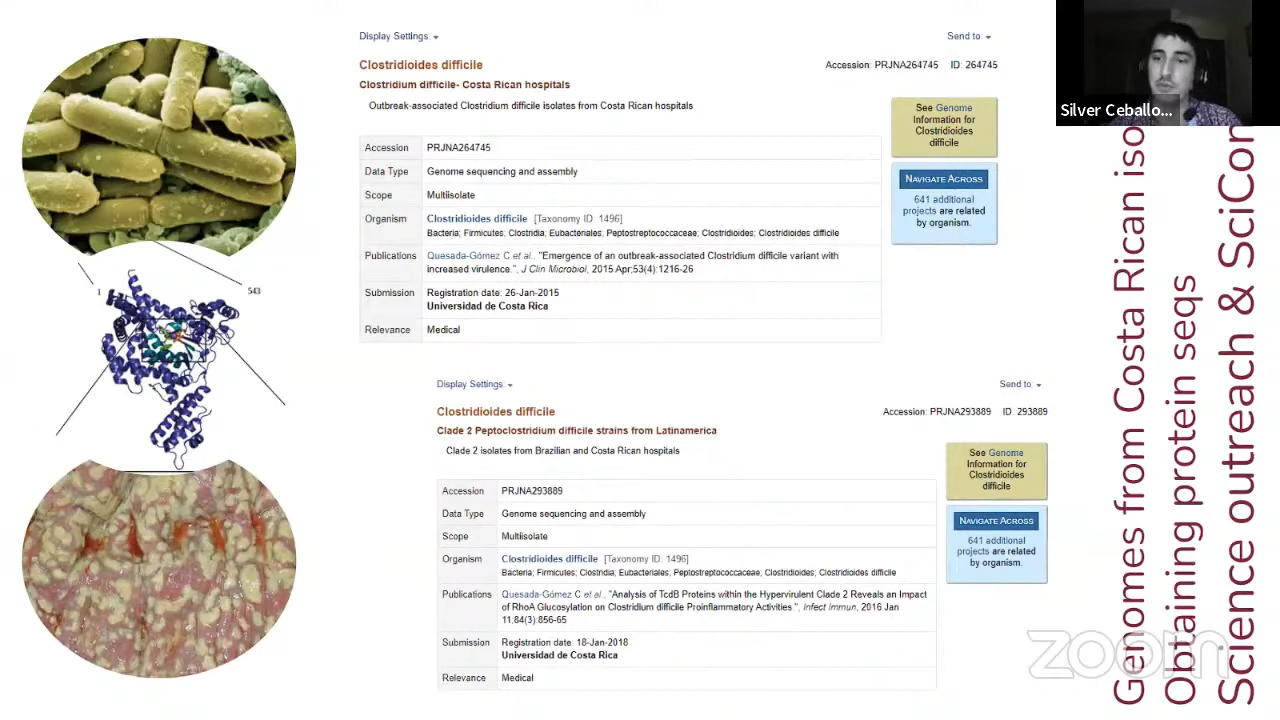 Display Settings:
Send to:
Clostridioides difficile
Accession: PRJNA264745 ID: 264745
Clostridium difficile- Costa Rican hospitals
Outbreak-associated Clostridium difficile isolates from Costa Rican hospitals
See Genome
Information for
Clostridioides
difficile
Accession PRJNA264745
Data Type Genome sequencing and assembly
Scope Multiisolate
Organism Clostridioides difficile [Taxonomy ID: 1496]
Bacteria; Firmicutes; Clostridia; Eubacteriales; Peptostreptococcaceae; Clostridioides; Clostridioides difficile
Publications Quesada-Gómez C et al., "Emergence of an outbreak-associated Clostridium difficile variant with
increased virulence.", J Clin Microbiol, 2015 Apr;53(4):1216-26
Submission Registration date: 26-Jan-2015
Universidad de Costa Rica
Relevance Medical
NAVIGATE ACROSS
641 additional
projects are related
by organism.
1
543
Display Settings:
Send to:
Clostridioides difficile
Accession: PRJNA293889 ID: 293889
Clade 2 Peptoclostridium difficile strains from Latinamerica
Clade 2 isolates from Brazilian and Costa Rican hospitals
See Genome
Information for
Clostridioides
difficile
Accession PRJNA293889
Data Type Genome sequencing and assembly
Scope Multiisolate
Organism Clostridioides difficile [Taxonomy ID: 1496]
Bacteria; Firmicutes; Clostridia; Eubacteriales; Peptostreptococcaceae; Clostridioides; Clostridioides difficile
Publications Quesada-Gómez C et al., "Analysis of TcdB Proteins within the Hypervirulent Clade 2 Reveals an Impact
of RhoA Glucosylation on Clostridium difficile Proinflammatory Activities.", Infect Immun, 2016 Jan
11;84(3):856-65
Submission Registration date: 18-Jan-2018
Universidad de Costa Rica
Relevance Medical
NAVIGATE ACROSS
641 additional
projects are related
by organism.
Silver Ceballo...
Genomes from Costa Rican iso
Obtaining protein seqs
Science outreach & SciCon
zoom